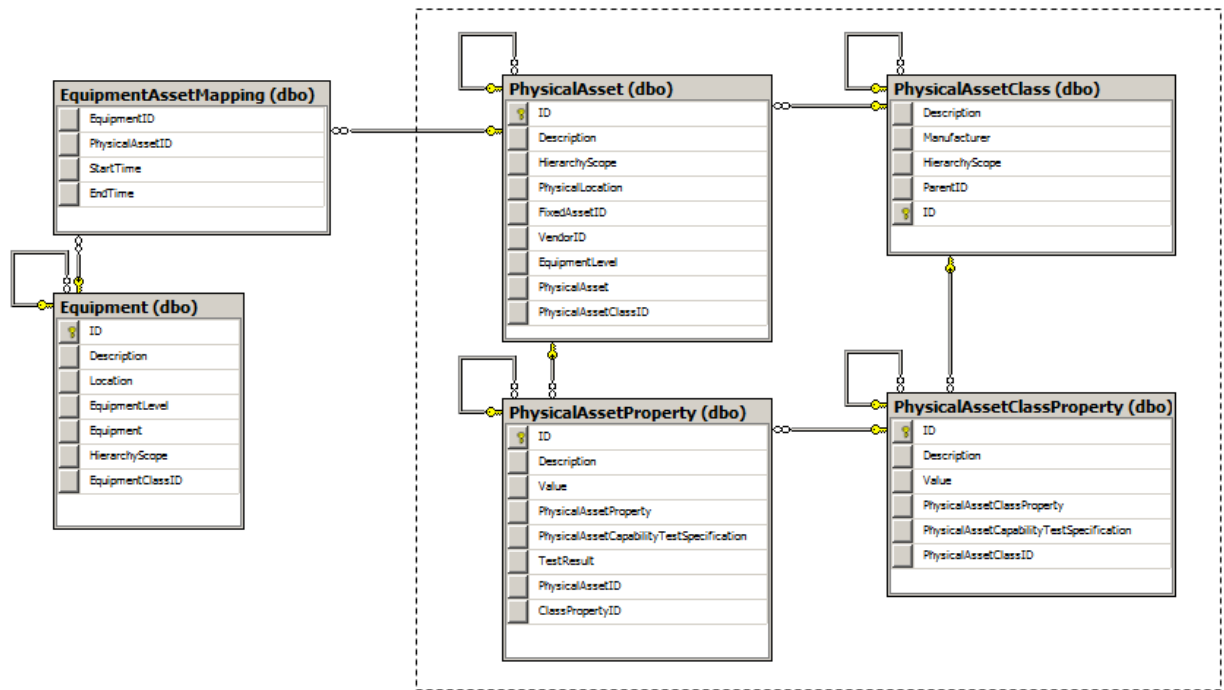 EquipmentAssetMapping (dbo)
EquipmentID
PhysicalAssetID
StartTime
EndTime
Equipment (dbo)
ID
Description
Location
EquipmentLevel
Equipment
HierarchyScope
EquipmentClassID
PhysicalAsset (dbo)
ID
Description
HierarchyScope
PhysicalLocation
FixedAssetID
VendorID
EquipmentLevel
PhysicalAsset
PhysicalAssetClassID
PhysicalAssetClass (dbo)
Description
Manufacturer
HierarchyScope
ParentID
ID
PhysicalAssetProperty (dbo)
ID
Description
Value
PhysicalAssetProperty
PhysicalAssetCapabilityTestSpecification
TestResult
PhysicalAssetID
ClassPropertyID
PhysicalAssetClassProperty (dbo)
ID
Description
Value
PhysicalAssetClassProperty
PhysicalAssetCapabilityTestSpecification
PhysicalAssetClassID